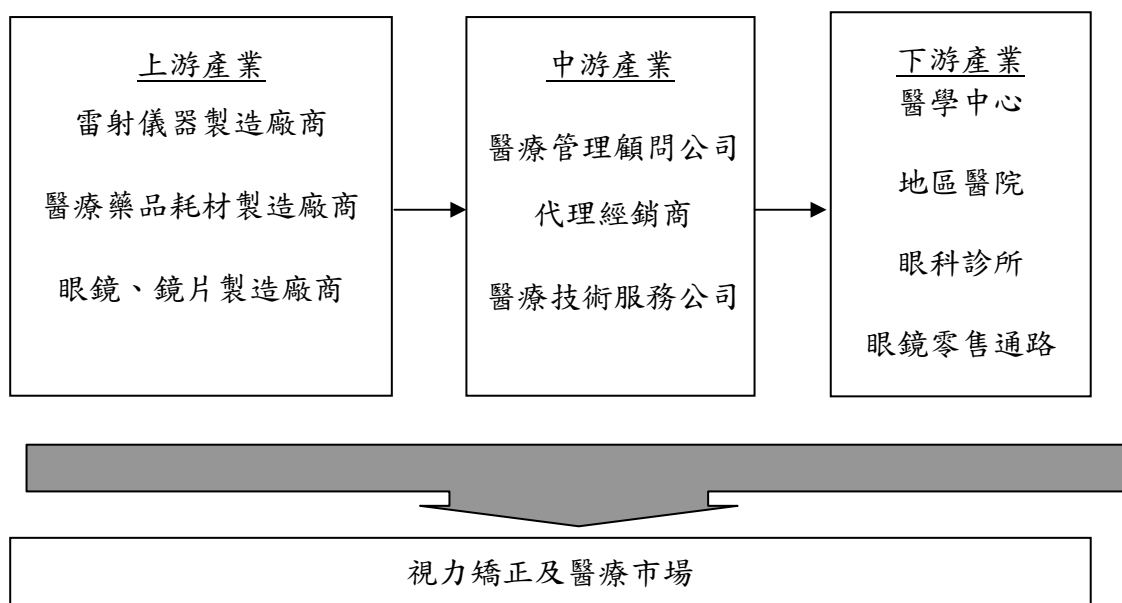 上游產業
雷射儀器製造廠商
醫療藥品耗材製造廠商
眼鏡、鏡片製造廠商
中游產業
醫療管理顧問公司
代理經銷商
醫療技術服務公司
下游產業
醫學中心
地區醫院
眼科診所
眼鏡零售通路
視力矯正及醫療市場